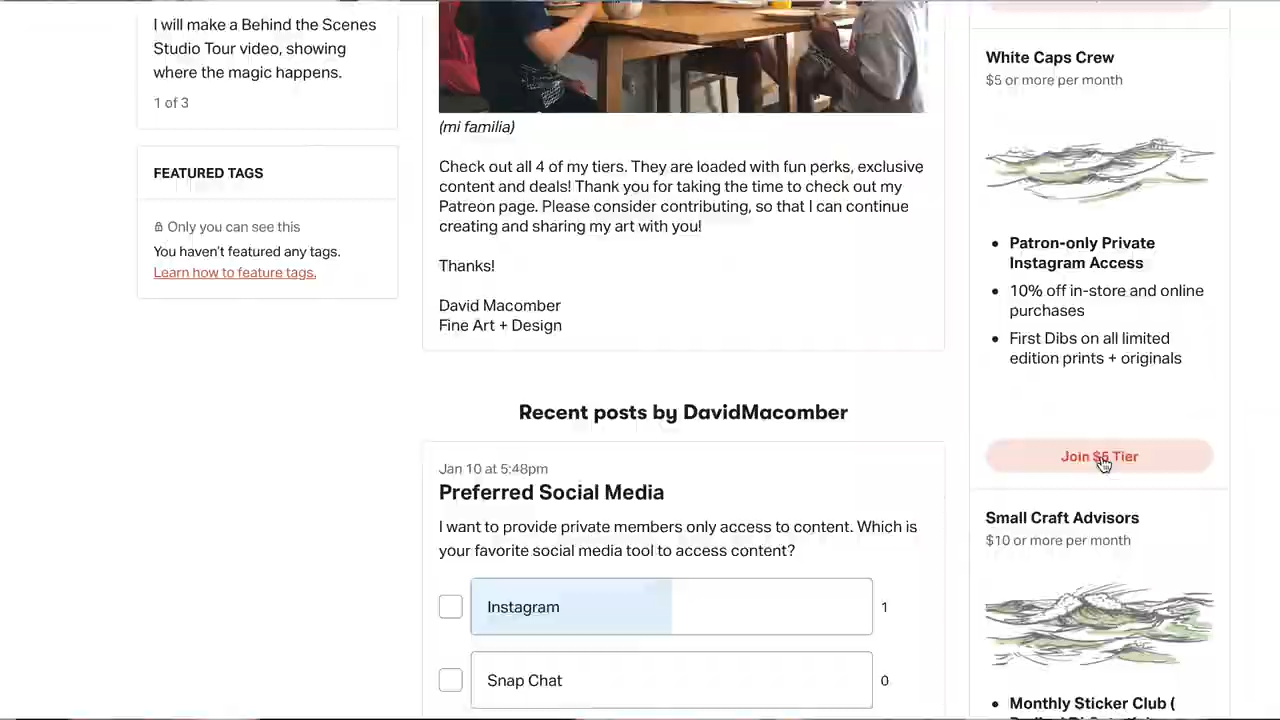 I will make a Behind the Scenes
Studio Tour video, showing
where the magic happens.
1 of 3
FEATURED TAGS
Only you can see this
You haven't featured any tags.
Learn how to feature tags.
(mi familia)
Check out all 4 of my tiers. They are loaded with fun perks, exclusive
content and deals! Thank you for taking the time to check out my
Patreon page. Please consider contributing, so that I can continue
creating and sharing my art with you!
Thanks!
David Macomber
Fine Art + Design
Recent posts by DavidMacomber
Jan 10 at 5:48pm
Preferred Social Media
I want to provide private members only access to content. Which is
your favorite social media tool to access content?
Instagram 1
Snap Chat 0
White Caps Crew
$5 or more per month
Patron-only Private
Instagram Access
10% off in-store and online
purchases
First Dibs on all limited
edition prints + originals
Join $5 Tier
Small Craft Advisors
$10 or more per month
Monthly Sticker Club (